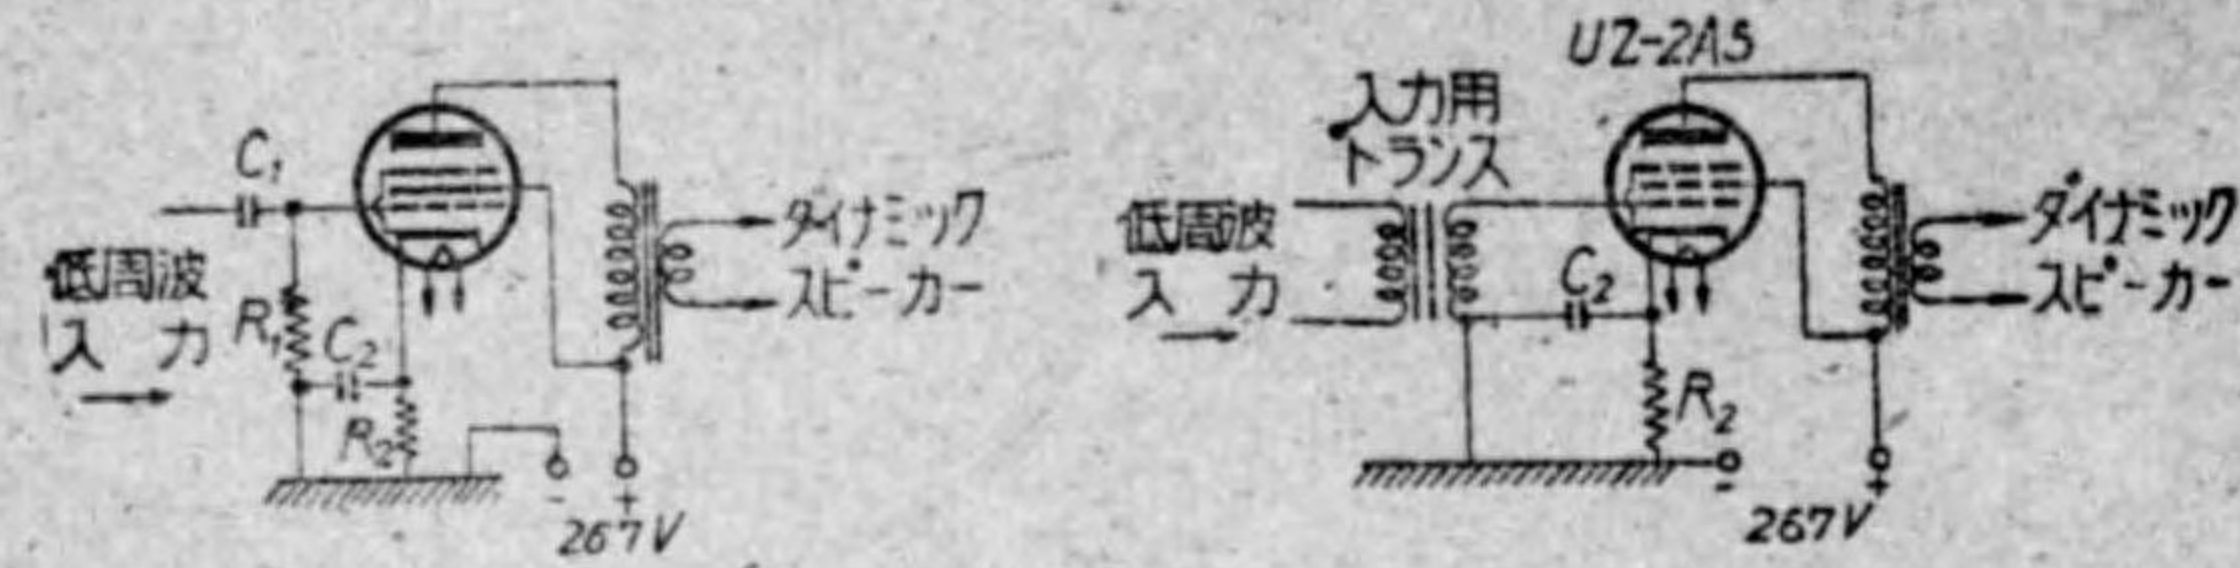 C1
低周波
入力
R1
C2
R2
-
+
267V
ダイナミック
スピーカー
UZ-2A5
入力用
トランス
低周波
入力
C2
R2
-
+
267V
ダイナミック
スピーカー